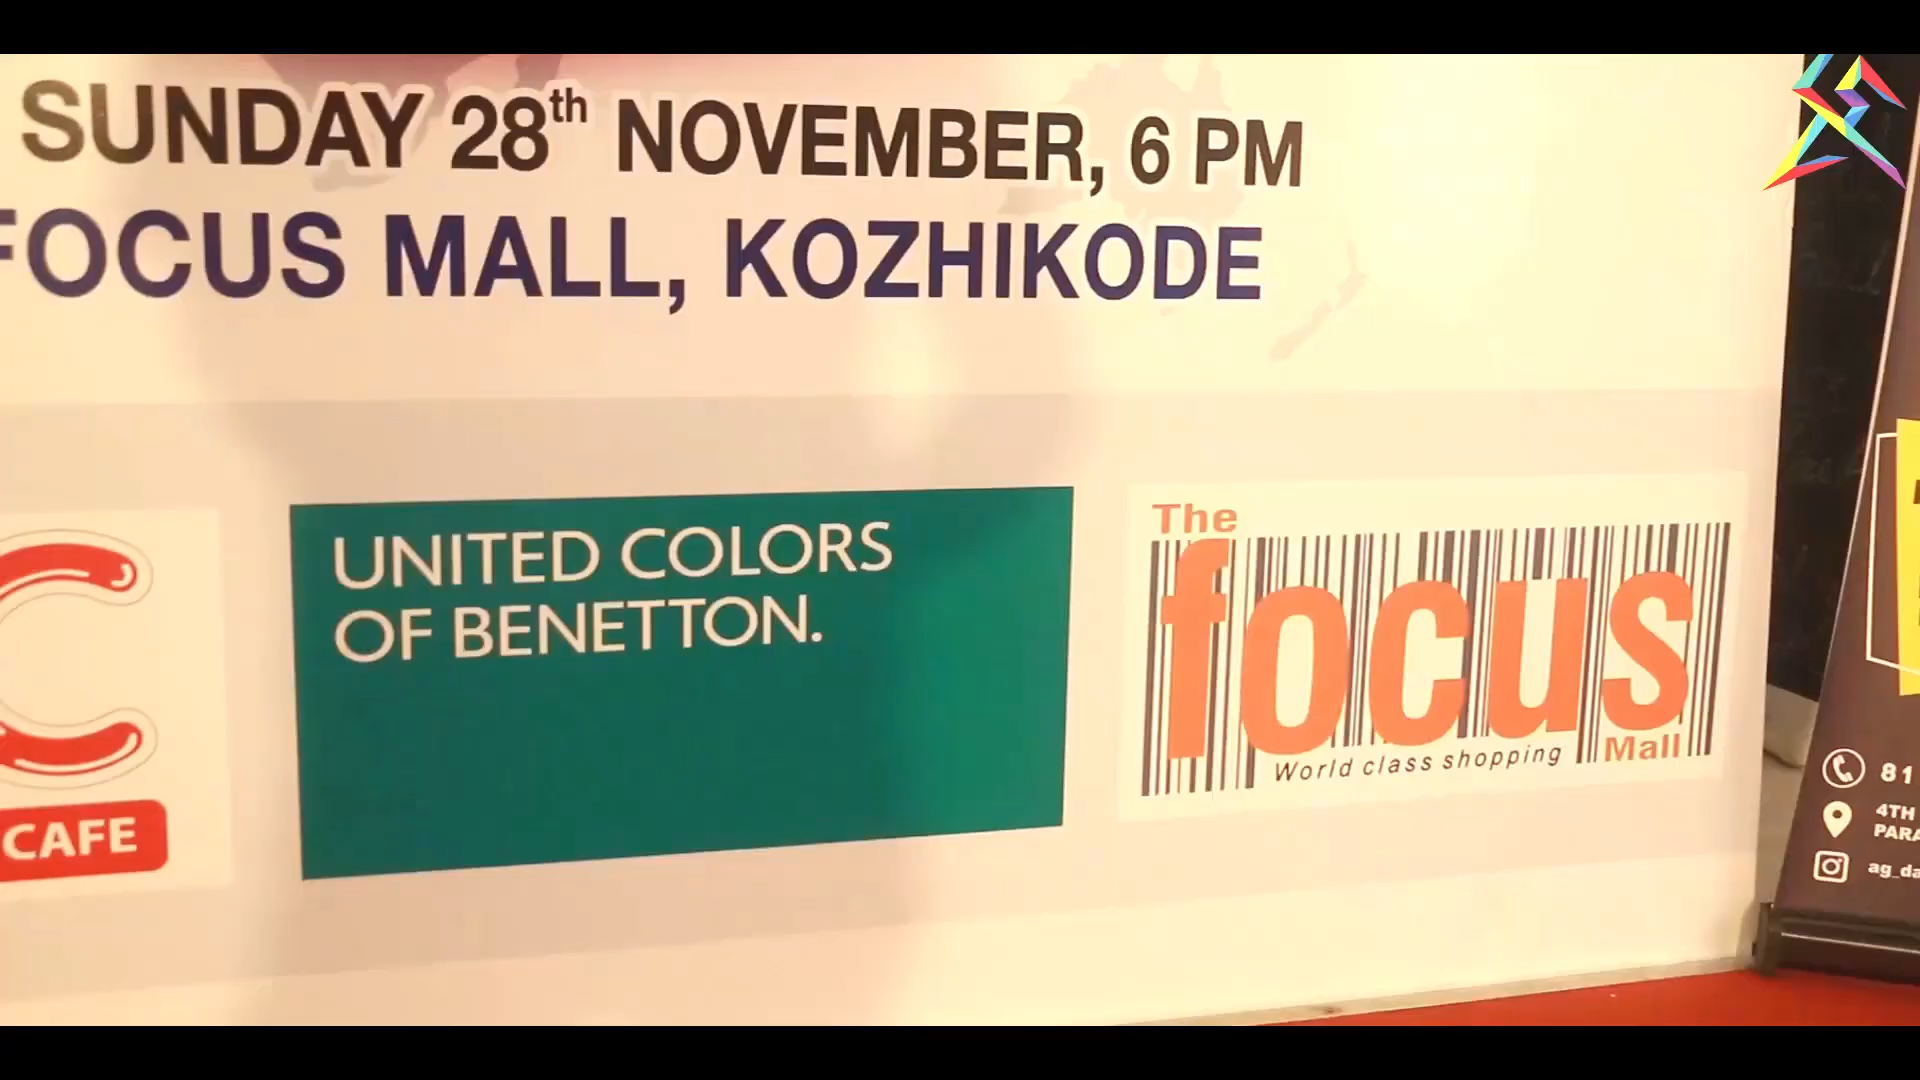 SUNDAY 28th NOVEMBER, 6 PM
FOCUS MALL, KOZHIKODE
C
CAFE
UNITED COLORS
OF BENETTON.
The
focus
Mall
World class shopping
81
4TH
ag_da